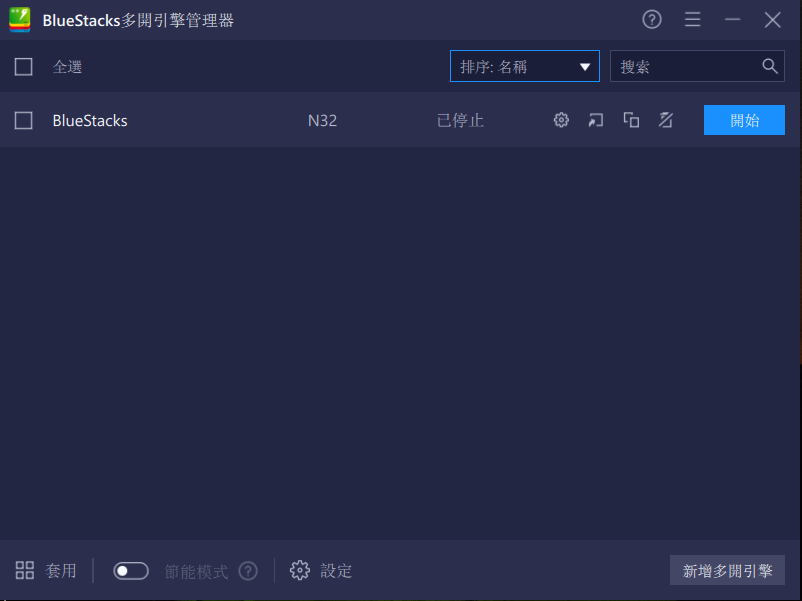 BlueStacks多開引擎管理器
全選 排序: 名稱 搜索
BlueStacks N32 已停止 開始
套用 節能模式 設定 新增多開引擎